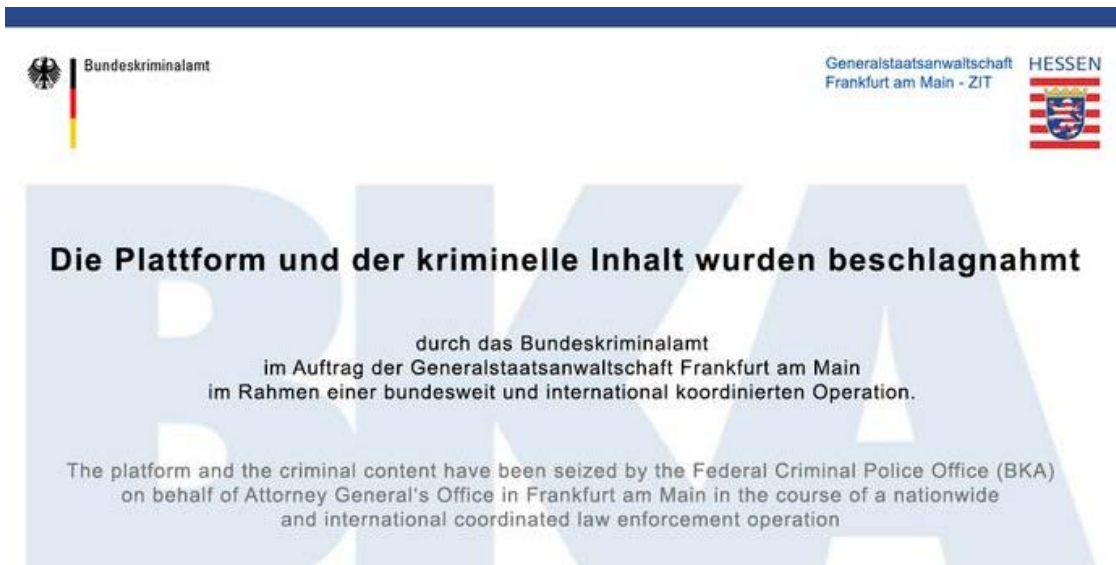 Bundeskriminalamt
Generalstaatsanwaltschaft
Frankfurt am Main - ZIT
HESSEN
BKA
Die Plattform und der kriminelle Inhalt wurden beschlagnahmt
durch das Bundeskriminalamt
im Auftrag der Generalstaatsanwaltschaft Frankfurt am Main
im Rahmen einer bundesweit und international koordinierten Operation.
The platform and the criminal content have been seized by the Federal Criminal Police Office (BKA)
on behalf of Attorney General's Office in Frankfurt am Main in the course of a nationwide
and international coordinated law enforcement operation